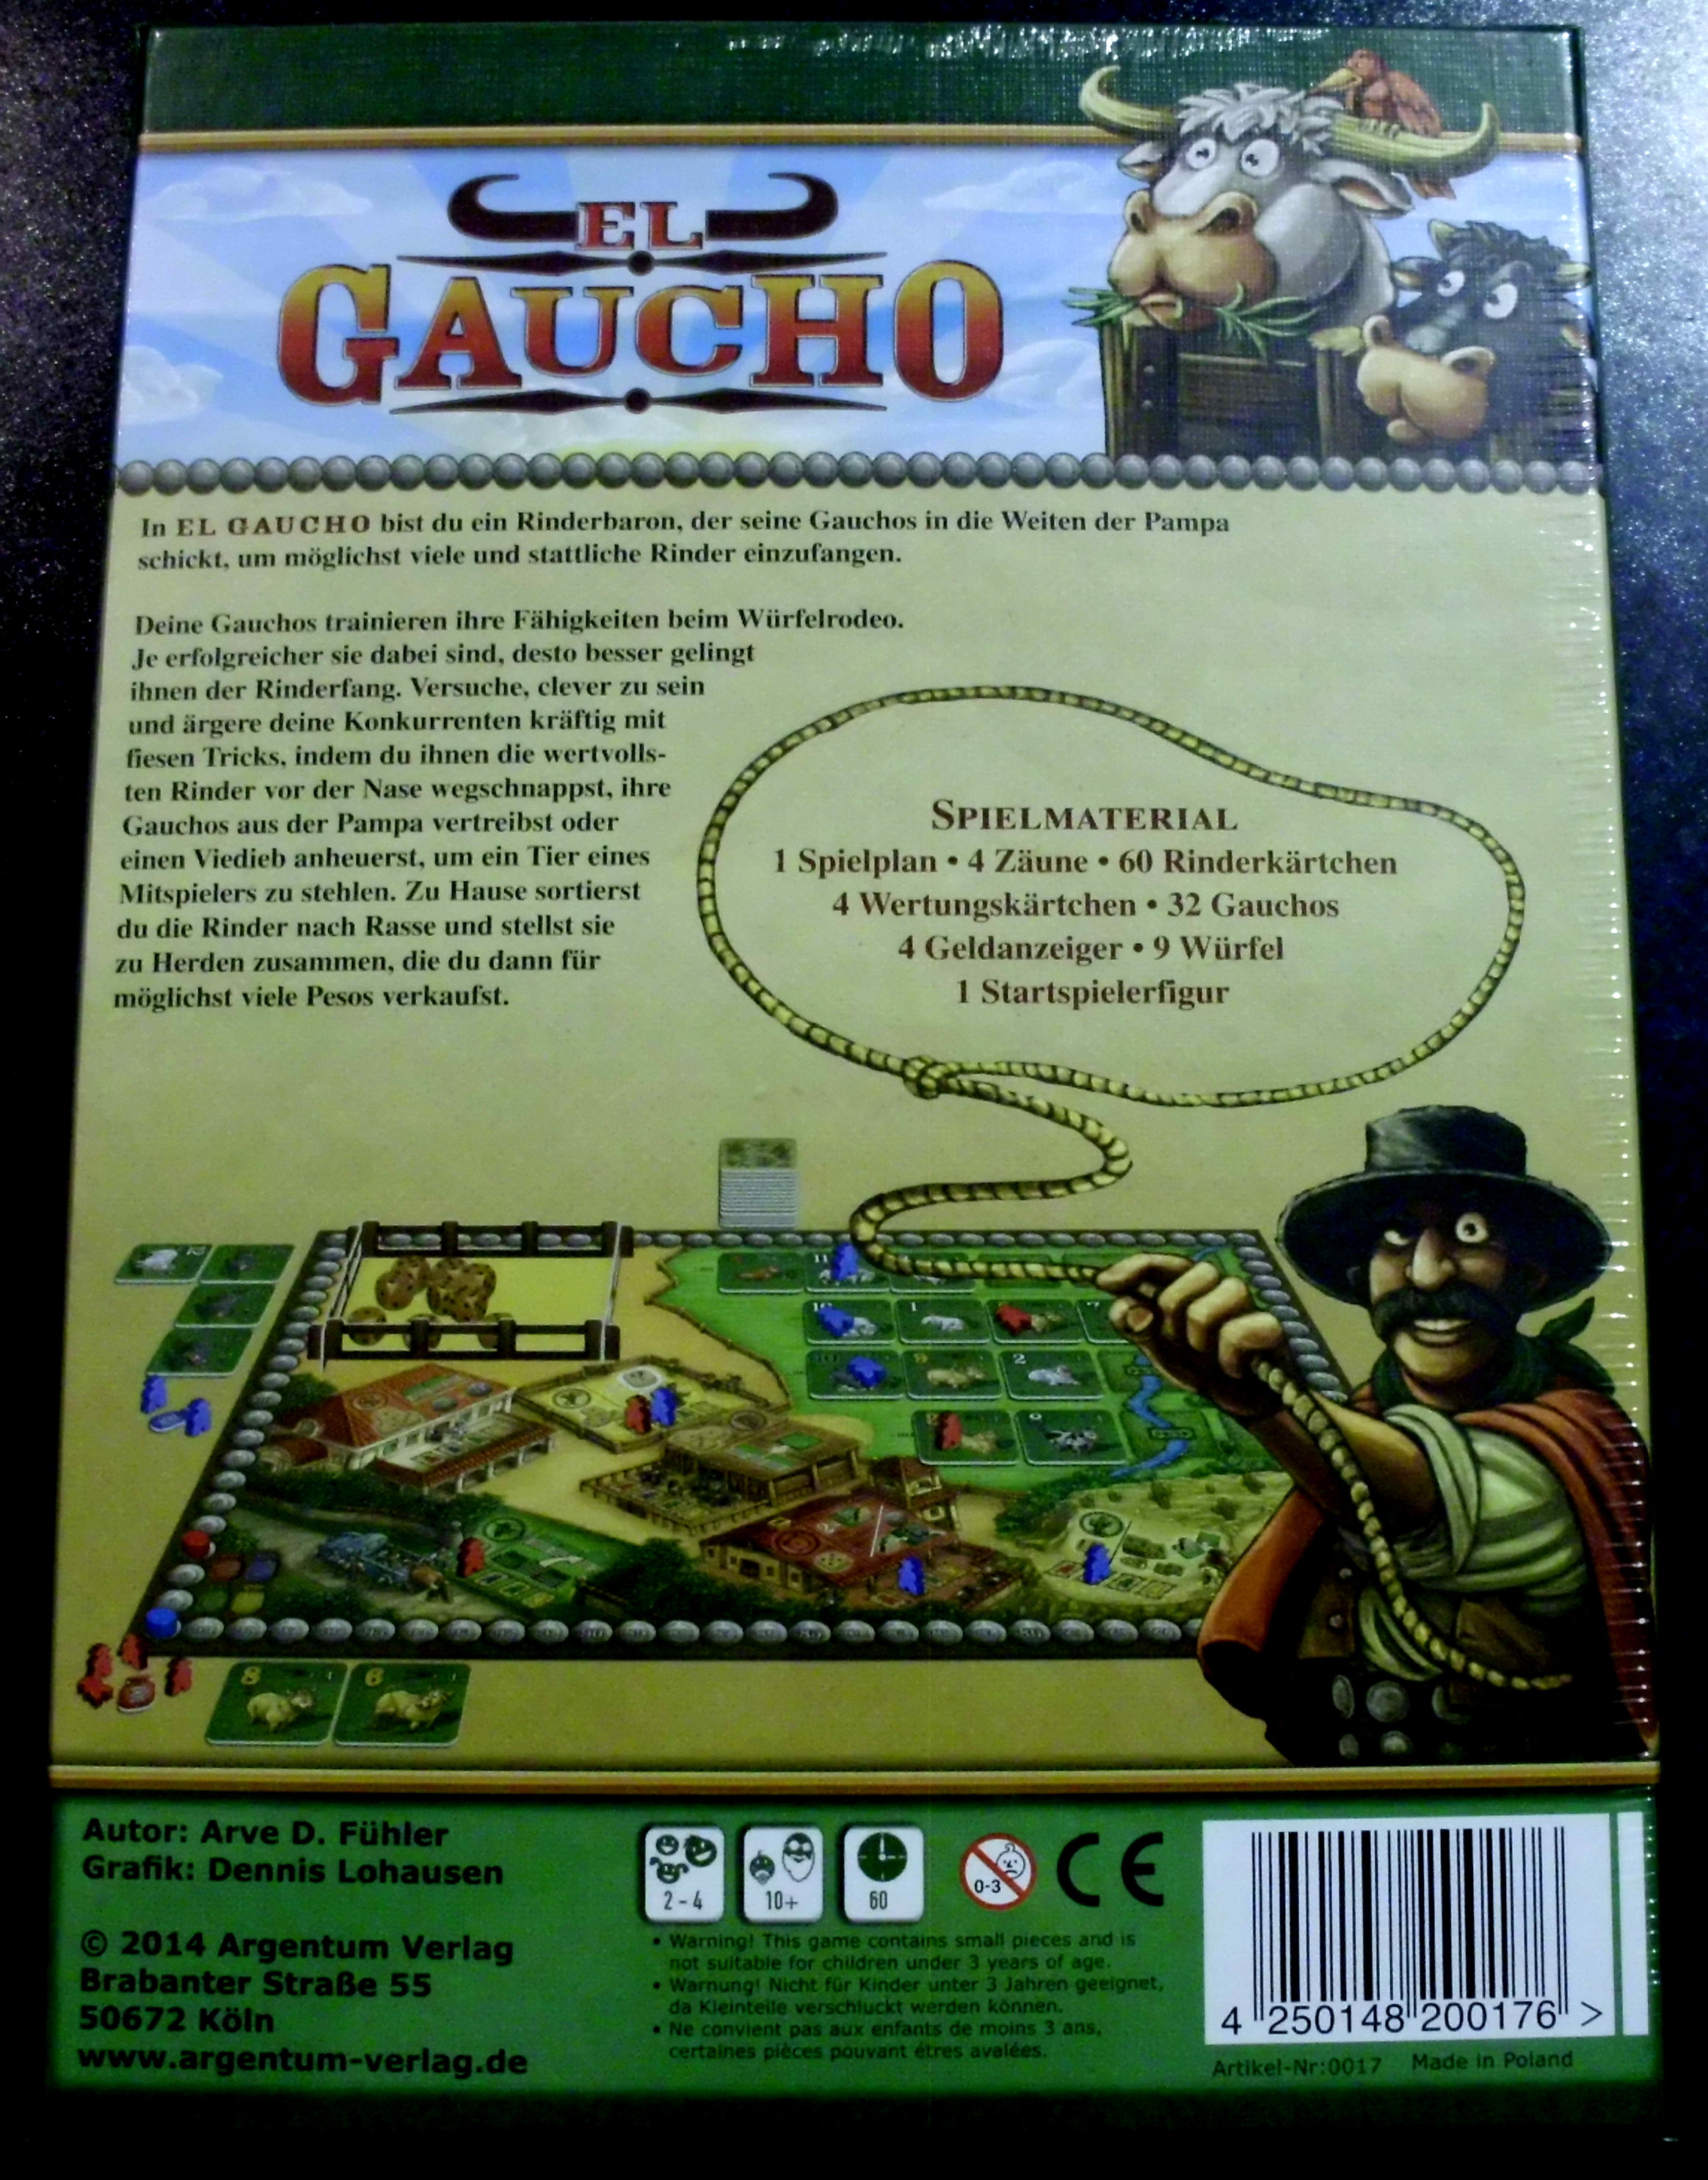 EL
GAUCHO
In EL GAUCHO bist du ein Rinderbaron, der seine Gauchos in die Weiten der Pampa
schickt, um möglichst viele und stattliche Rinder einzufangen.
Deine Gauchos trainieren ihre Fähigkeiten beim Würfelrodeo.
Je erfolgreicher sie dabei sind, desto besser gelingt
ihnen der Rinderfang. Versuche, clever zu sein
und ärgere deine Konkurrenten kräftig mit
fiesen Tricks, indem du ihnen die wertvolls-
ten Rinder vor der Nase wegschnappst, ihre
Gauchos aus der Pampa vertreibst oder
einen Viedieb anheuerst, um ein Tier eines
Mitspielers zu stehlen. Zu Hause sortierst
du die Rinder nach Rasse und stellst sie
zu Herden zusammen, die du dann für
möglichst viele Pesos verkaufst.
SPIELMATERIAL
1 Spielplan • 4 Zäune • 60 Rinderkärtchen
4 Wertungskärtchen • 32 Gauchos
4 Geldanzeiger • 9 Würfel
1 Startspielerfigur
12
11
10 1 7
9 2
8 6
Autor: Arve D. Fühler
Grafik: Dennis Lohausen
© 2014 Argentum Verlag
Brabanter Straße 55
50672 Köln
www.argentum-verlag.de
2 - 4 10+ 60 0-3 CE
• Warning! This game contains small pieces and is
not suitable for children under 3 years of age.
• Warnung! Nicht für Kinder unter 3 Jahren geeignet,
da Kleinteile verschluckt werden können.
• Ne convient pas aux enfants de moins 3 ans,
certaines pièces pouvant êtres avalées.
4 250148 200176 >
Artikel-Nr:0017 Made in Poland